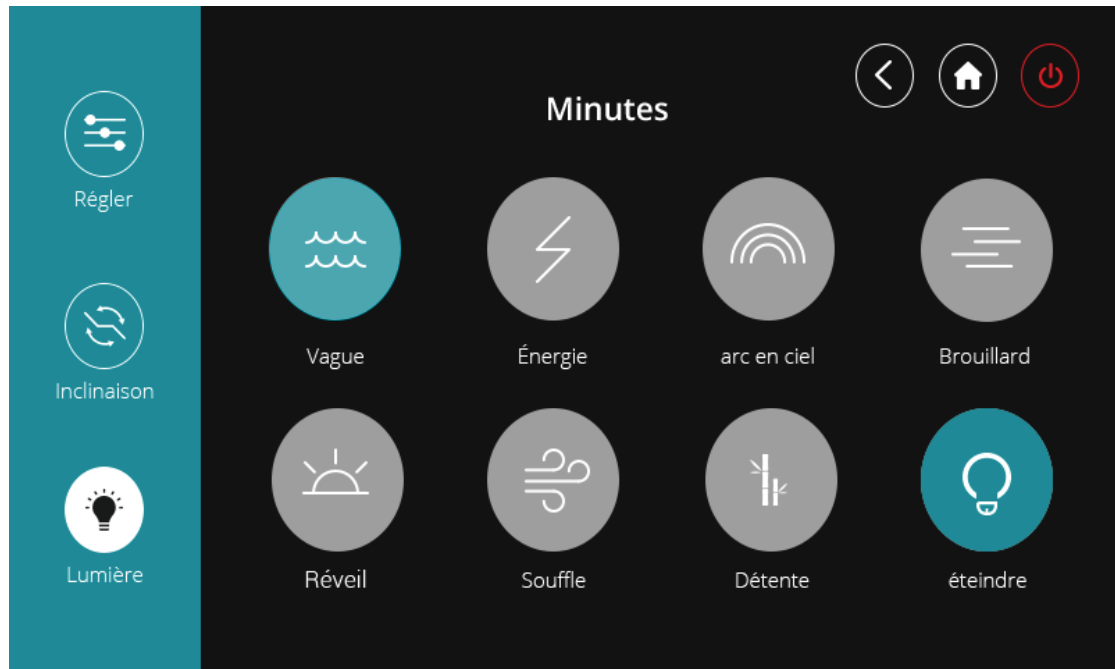 Minutes
Régler
Inclinaison
Lumière
Vague
Énergie
arc en ciel
Brouillard
Réveil
Souffle
Détente
éteindre